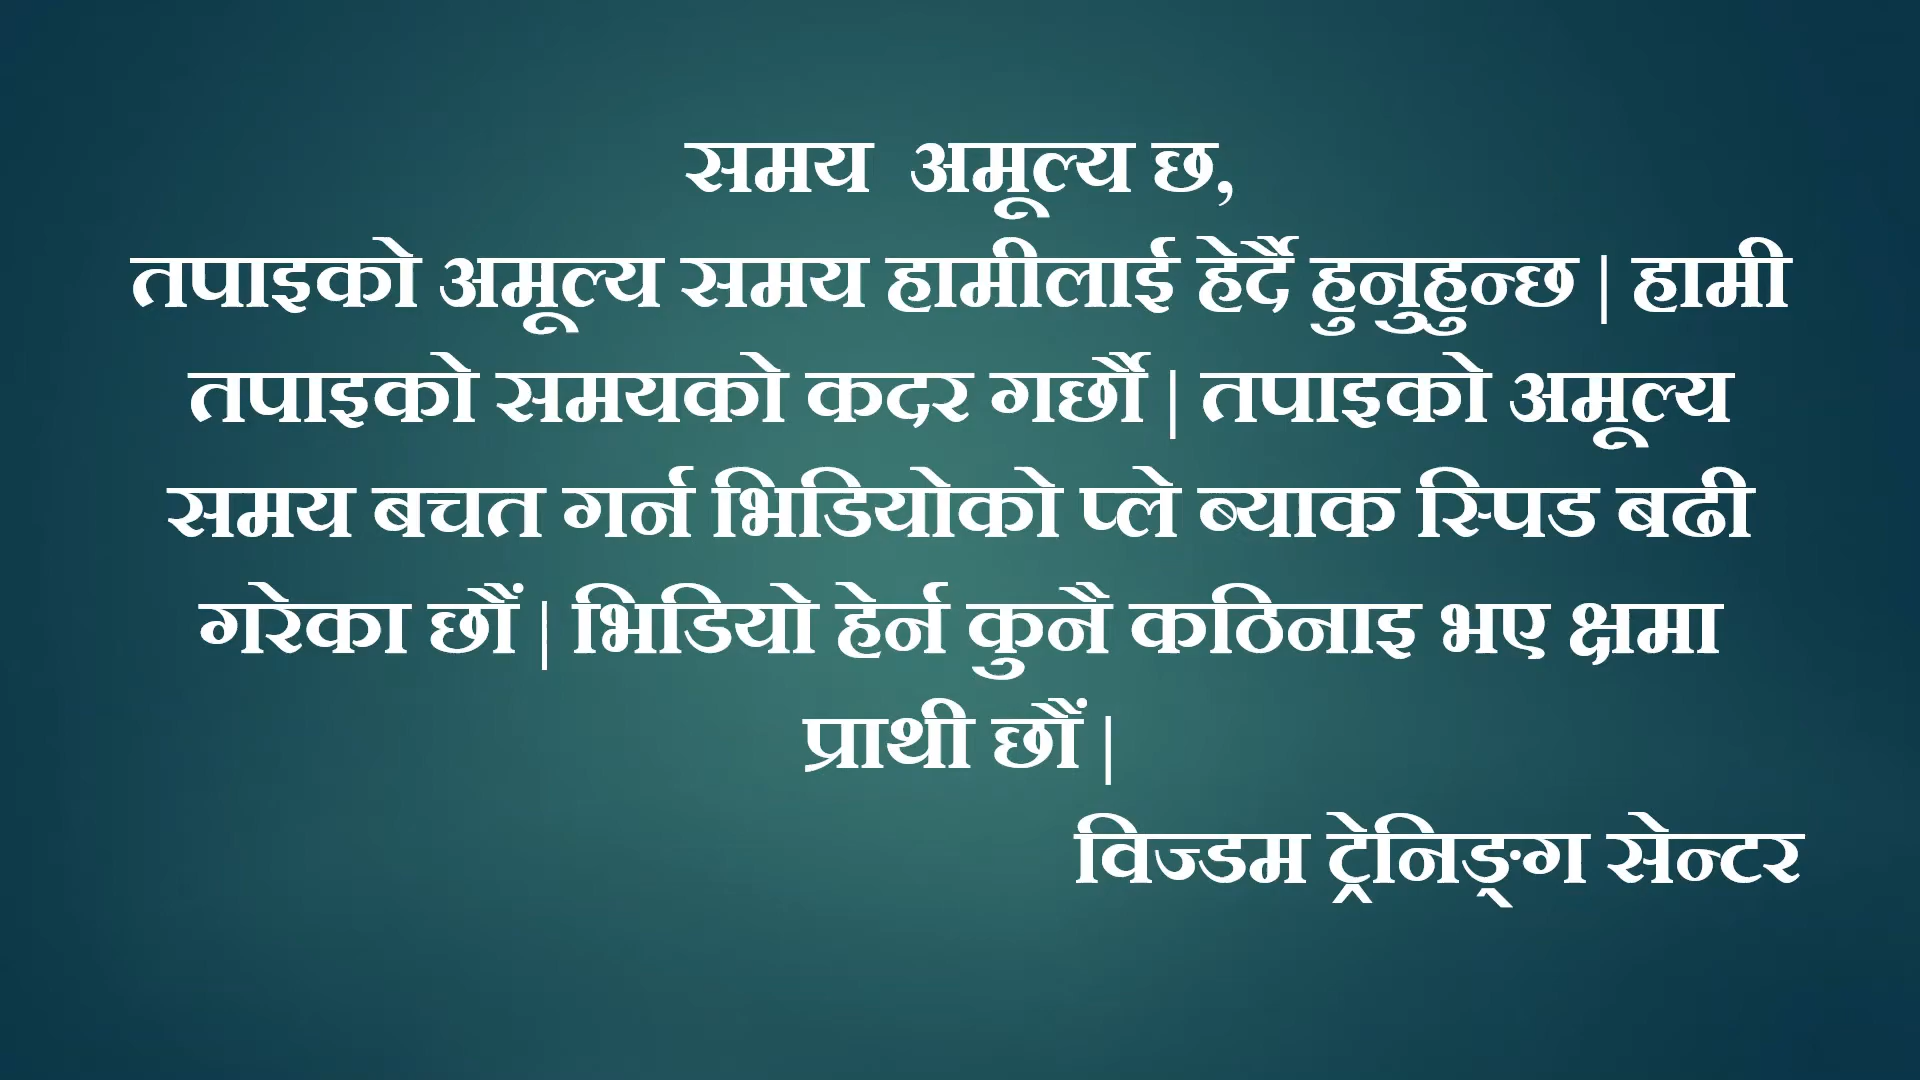 समय  अमूल्य छ,
तपाइको अमूल्य समय हामीलाई हेर्दै हुनुहुन्छ | हामी
तपाइको समयको कदर गर्छौ | तपाइको अमूल्य
समय बचत गर्न भिडियोको प्ले ब्याक स्पिड बढी
गरेका छौं | भिडियो हेर्न कुनै कठिनाइ भए क्षमा
प्राथी छौं |
विज्डम ट्रेनिङ्ग सेन्टर